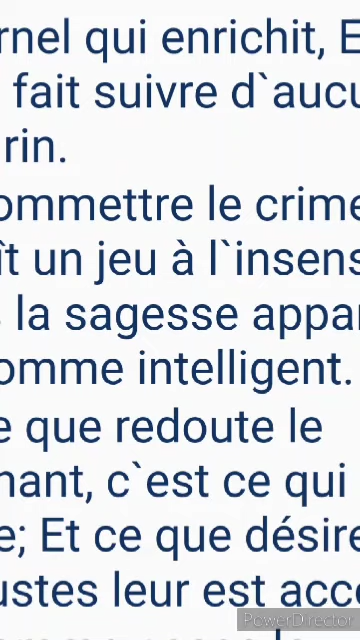 rnel qui enrichit, E
fait suivre d`aucu
rin.
ommettre le crime
ît un jeu à l`insens
la sagesse appar
omme intelligent.
e que redoute le
hant, c`est ce qui
e; Et ce que désire
ustes leur est acco
PowerDirector